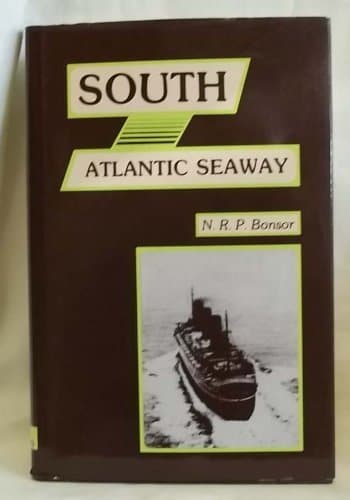 SOUTH
ATLANTIC SEAWAY
N. R. P. Bonsor